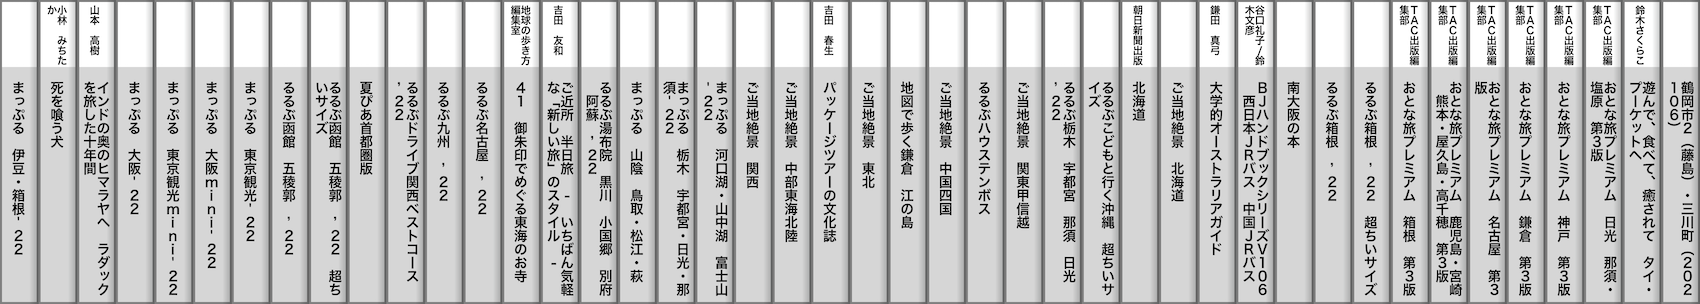 鶴岡市2（藤島）・三川町（202
106）
鈴木さくらこ
遊んで、食べて、癒されて　タイ・
プーケットへ
TAC出版編
集部
おとな旅プレミアム　日光　那須・
塩原　第3版
TAC出版編
集部
おとな旅プレミアム　神戸　第3版
TAC出版編
集部
おとな旅プレミアム　鎌倉　第3版
TAC出版編
集部
おとな旅プレミアム　名古屋　第3
版
TAC出版編
集部
おとな旅プレミアム　鹿児島・宮崎
熊本・屋久島・高千穂　第3版
TAC出版編
集部
おとな旅プレミアム　箱根　第3版
るるぶ箱根　’22　超ちいサイズ
るるぶ箱根　’22
南大阪の本
谷口礼子/鈴
木文彦
BJハンドブックシリーズV106
西日本JRバス　中国JRバス
鎌田　真弓
大学的オーストラリアガイド
ご当地絶景　北海道
朝日新聞出版
北海道
るるぶこどもと行く沖縄　超ちいサ
イズ
るるぶ栃木　宇都宮　那須　日光
’22
ご当地絶景　関東甲信越
るるぶハウステンボス
ご当地絶景　中国四国
地図で歩く鎌倉　江の島
ご当地絶景　東北
吉田　春生
パッケージツアーの文化誌
ご当地絶景　中部東海北陸
ご当地絶景　関西
まっぷる　河口湖・山中湖　富士山
’22
まっぷる　栃木　宇都宮・日光・那
須’22
まっぷる　山陰　鳥取・松江・萩
るるぶ湯布院　黒川　小国郷　別府
阿蘇　’22
吉田　友和
ご近所　半日旅　-　いちばん気軽
な「新しい旅」のスタイル　-
地球の歩き方
編集室
41　御朱印でめぐる東海のお寺
るるぶ名古屋　’22
るるぶ九州　’22
るるぶドライブ関西ベストコース
’22
夏ぴあ首都圏版
るるぶ函館　五稜郭　’22　超ち
いサイズ
るるぶ函館　五稜郭　’22
まっぷる　東京観光’22
まっぷる　大阪mini’22
まっぷる　東京観光mini’22
まっぷる　大阪’22
山本　高樹
インドの奥のヒマラヤへ　ラダック
を旅した十年間
小林　みちた
か
死を喰う犬
まっぷる　伊豆・箱根’22